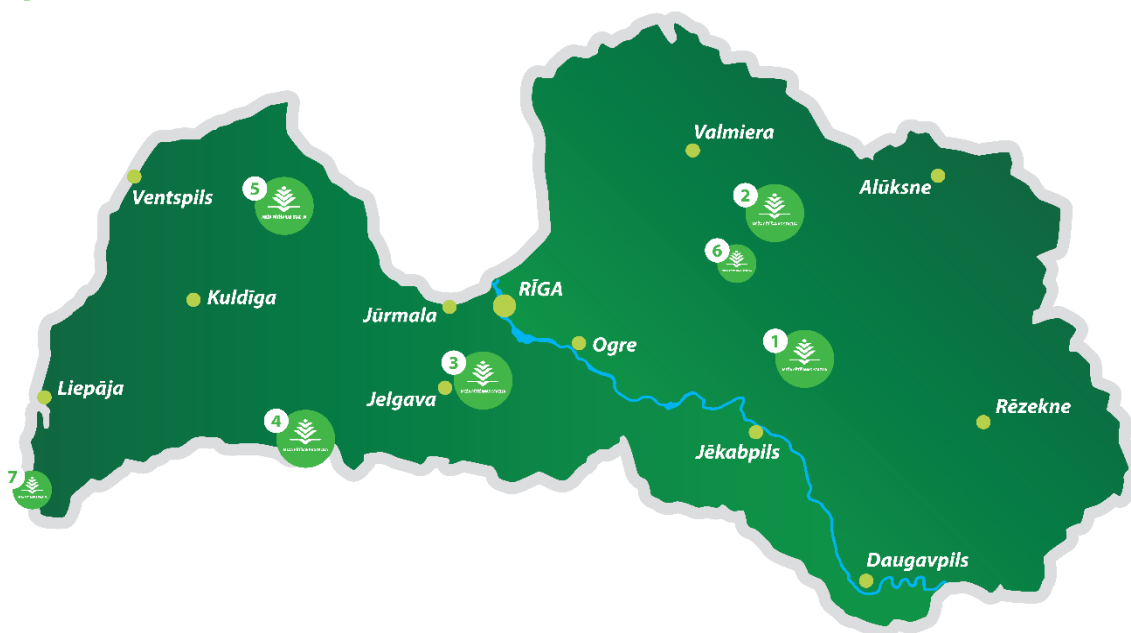 Valmiera
Alūksne
Ventspils
5
2
6
Kuldīga
RĪGA
Jūrmala
Ogre
1
3
Liepāja
Jelgava
Rēzekne
4
Jēkabpils
7
Daugavpils